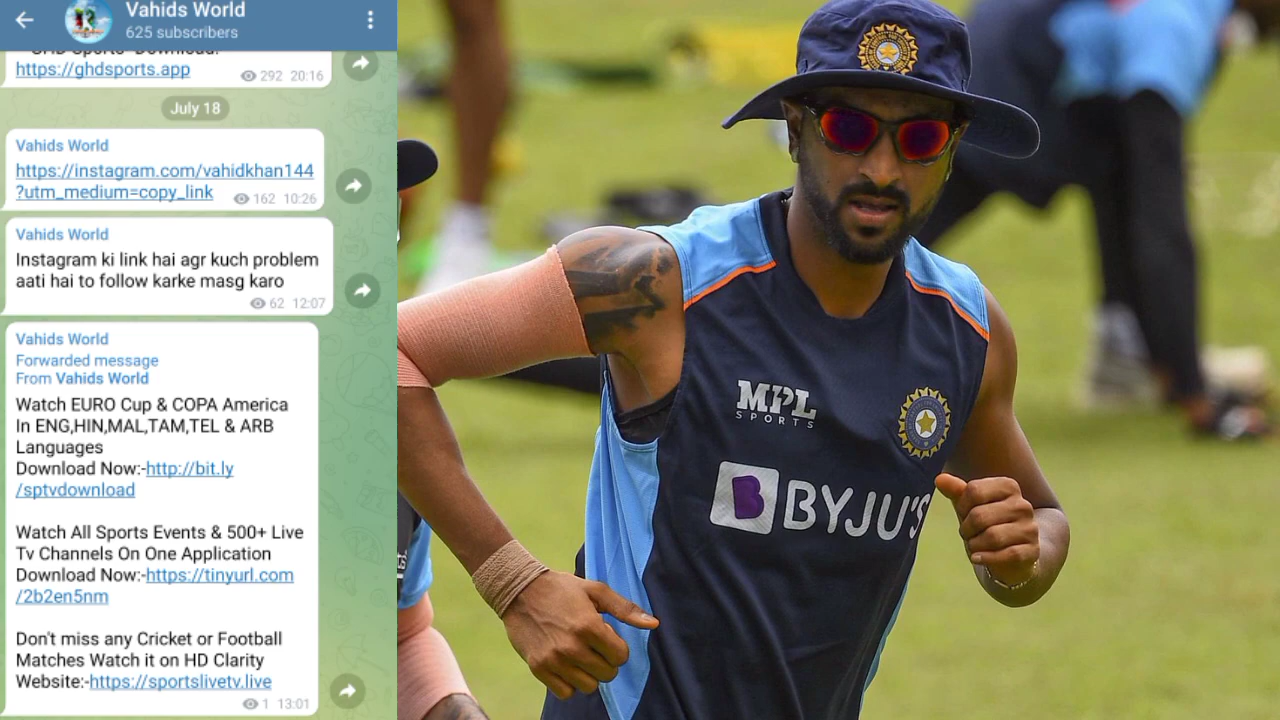 Vahids World
625 subscribers
GHD Sports Download:
https://ghdsports.app
292 20:16
July 18
Vahids World
https://instagram.com/vahidkhan144
?utm_medium=copy_link
162 10:26
Vahids World
Instagram ki link hai agr kuch problem
aati hai to follow karke masg karo
62 12:07
Vahids World
Forwarded message
From Vahids World
Watch EURO Cup & COPA America
In ENG,HIN,MAL,TAM,TEL & ARB
Languages
Download Now:-http://bit.ly
/sptvdownload
Watch All Sports Events & 500+ Live
Tv Channels On One Application
Download Now:-https://tinyurl.com
/2b2en5nm
Don't miss any Cricket or Football
Matches Watch it on HD Clarity
Website:-https://sportslivetv.live
1 13:01
MPL
SPORTS
BYJU'S